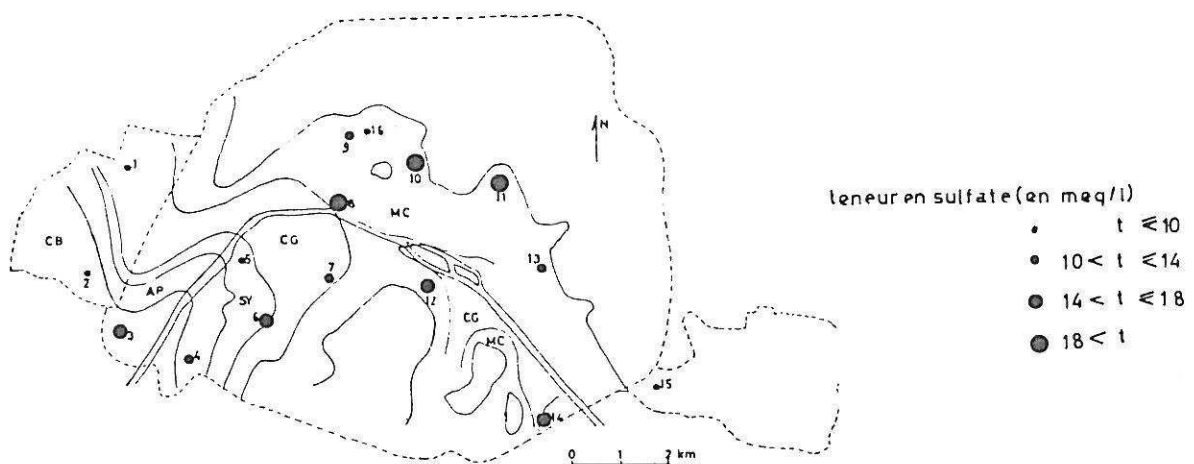 N
1
9
16
10
11
8
MC
CG
CB
2
5
7
13
AP
SY
12
6
CG
3
MC
4
15
14
0 1 2 km
teneur en sulfate (en meq/l)
t ⩽ 10
10 < t ⩽ 14
14 < t ⩽ 18
18 < t